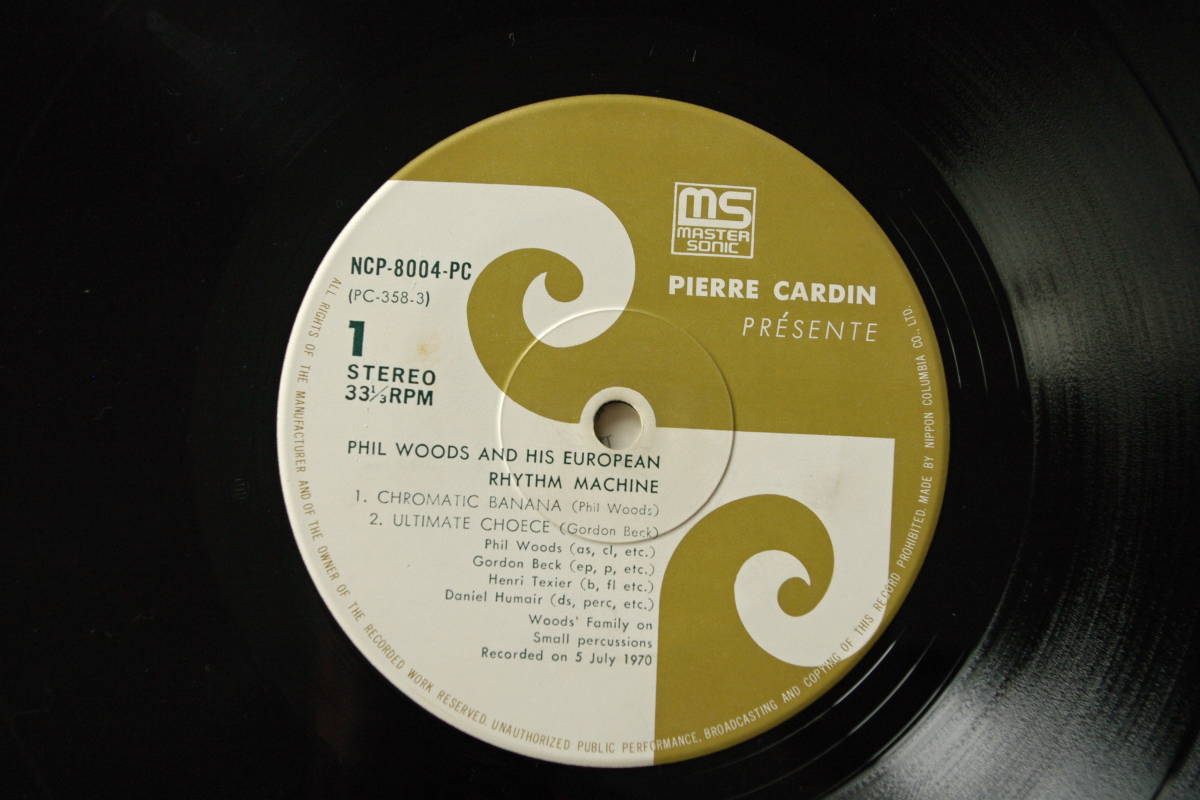 MS
MASTER
SONIC
PIERRE CARDIN
PRÉSENTE
NCP-8004-PC
(PC-358-3)
1
STEREO
33 1/3 RPM
PHIL WOODS AND HIS EUROPEAN
RHYTHM MACHINE
1. CHROMATIC BANANA (Phil Woods)
2. ULTIMATE CHOECE (Gordon Beck)
Phil Woods (as, cl, etc.)
Gordon Beck (ep, p, etc.)
Henri Texier (b, fl etc.)
Daniel Humair (ds, perc, etc.)
Woods' Family on
Small percussions
Recorded on 5 July 1970
ALL RIGHTS OF THE MANUFACTURER AND OF THE OWNER OF THE RECORDED WORK RESERVED. UNAUTHORIZED PUBLIC PERFORMANCE, BROADCASTING AND COPYING OF THIS RECORD PROHIBITED. MADE BY NIPPON COLUMBIA CO., LTD.